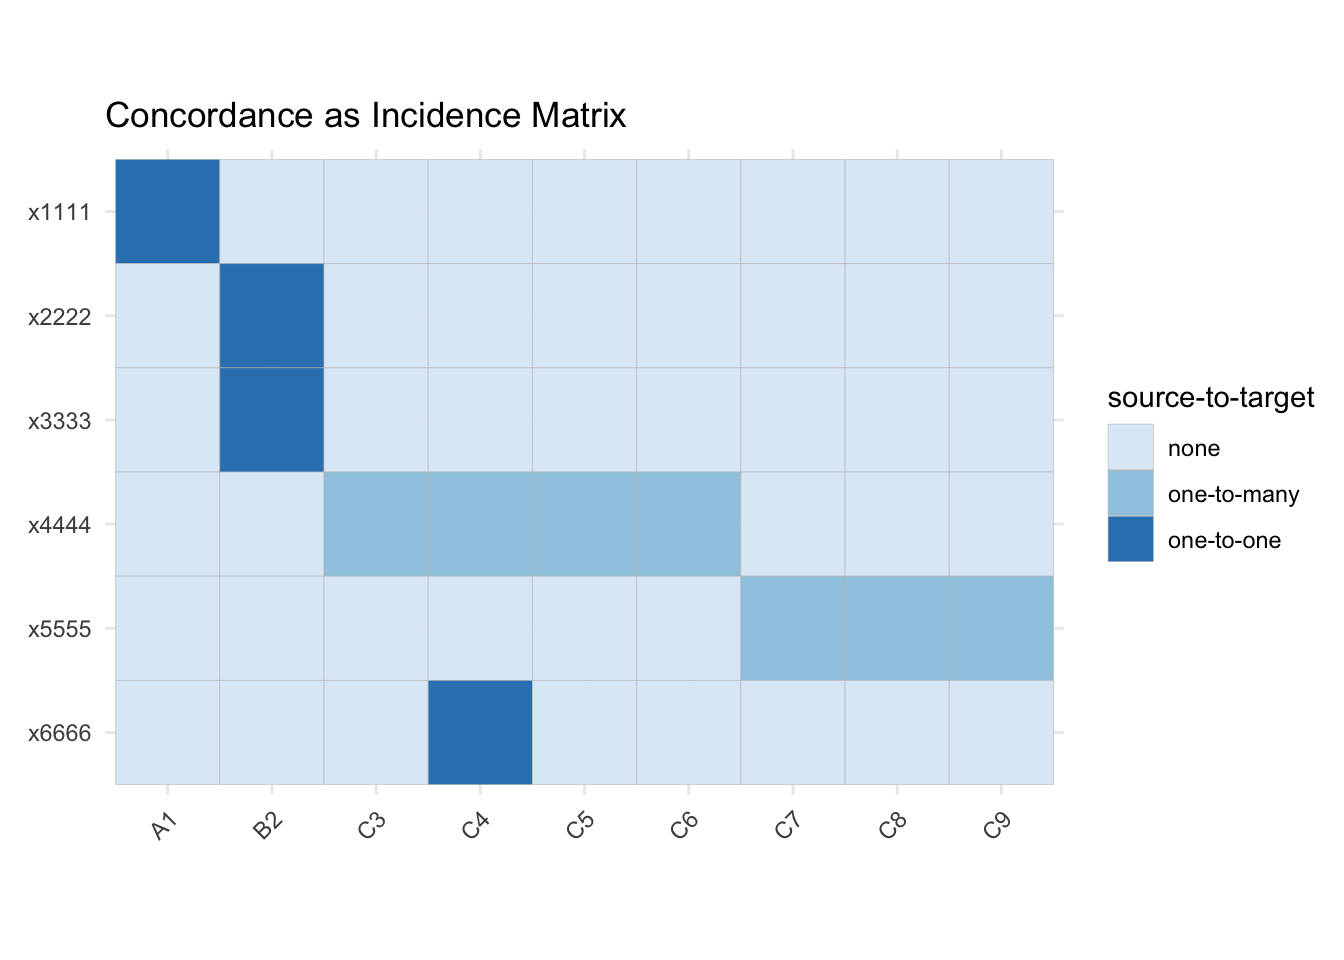 Concordance as Incidence Matrix
x1111
x2222
x3333
x4444
x5555
x6666
A1
B2
C3
C4
C5
C6
C7
C8
C9
source-to-target
none
one-to-many
one-to-one